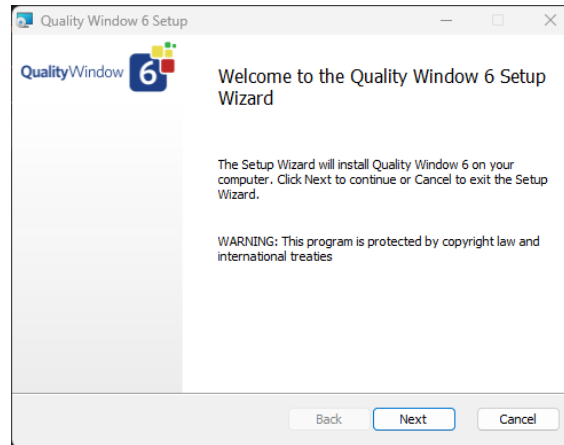 Quality Window 6 Setup
QualityWindow 6
Welcome to the Quality Window 6 Setup
Wizard
The Setup Wizard will install Quality Window 6 on your
computer. Click Next to continue or Cancel to exit the Setup
Wizard.
WARNING: This program is protected by copyright law and
international treaties
Back Next Cancel